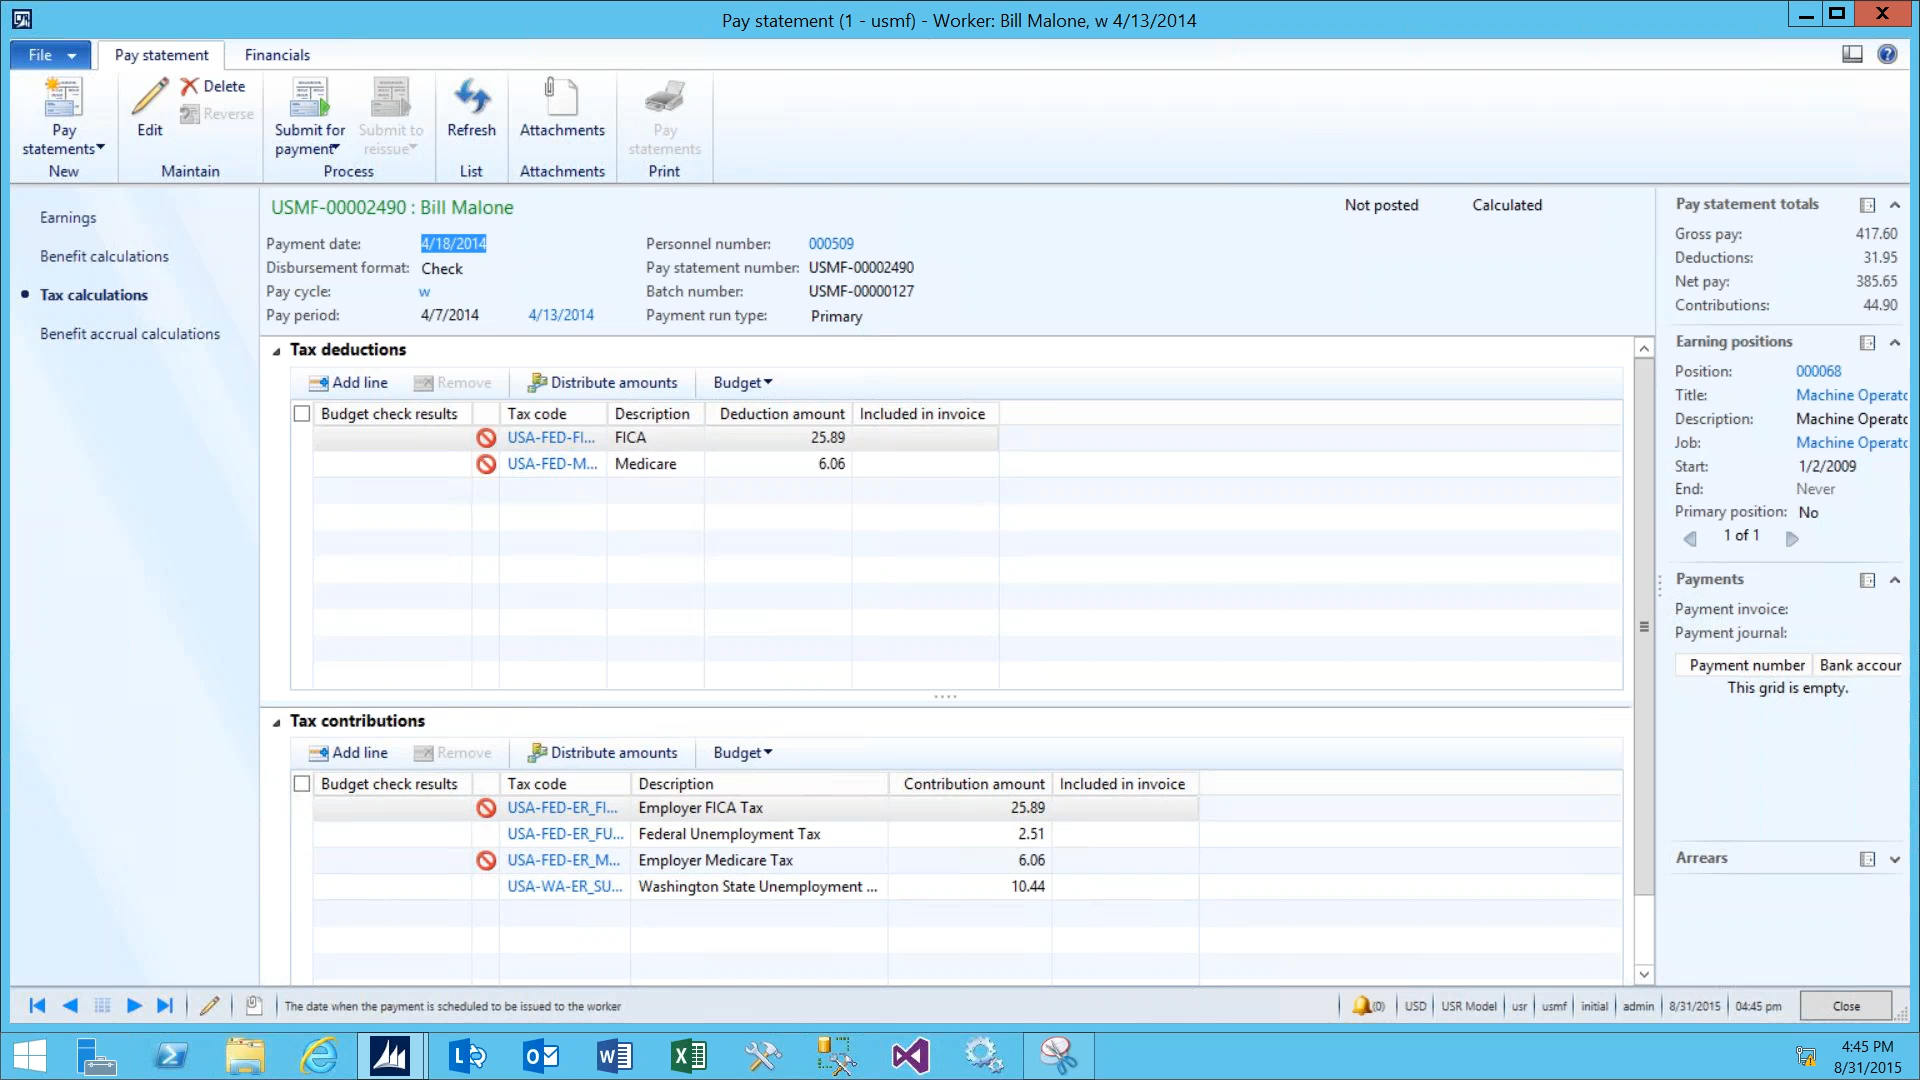 Pay statement (1 - usmf) - Worker: Bill Malone, w 4/13/2014
File
Pay statement
Financials
Pay statements
New
Edit
Delete
Reverse
Maintain
Submit for payment
Submit to reissue
Process
Refresh
List
Attachments
Attachments
Pay statements
Print
Earnings
Benefit calculations
Tax calculations
Benefit accrual calculations
USMF-00002490 : Bill Malone
Not posted
Calculated
Payment date: 4/18/2014
Disbursement format: Check
Pay cycle: w
Pay period: 4/7/2014 4/13/2014
Personnel number: 000509
Pay statement number: USMF-00002490
Batch number: USMF-00000127
Payment run type: Primary
Tax deductions
Add line Remove Distribute amounts Budget
Budget check results Tax code Description Deduction amount Included in invoice
USA-FED-FI... FICA 25.89
USA-FED-M... Medicare 6.06
Tax contributions
Add line Remove Distribute amounts Budget
Budget check results Tax code Description Contribution amount Included in invoice
USA-FED-ER_FI... Employer FICA Tax 25.89
USA-FED-ER_FU... Federal Unemployment Tax 2.51
USA-FED-ER_M... Employer Medicare Tax 6.06
USA-WA-ER_SU... Washington State Unemployment ... 10.44
Pay statement totals
Gross pay: 417.60
Deductions: 31.95
Net pay: 385.65
Contributions: 44.90
Earning positions
Position: 000068
Title: Machine Operatc
Description: Machine Operatc
Job: Machine Operatc
Start: 1/2/2009
End: Never
Primary position: No
1 of 1
Payments
Payment invoice:
Payment journal:
Payment number Bank accour
This grid is empty.
Arrears
The date when the payment is scheduled to be issued to the worker
(0) USD USR Model usr usmf initial admin 8/31/2015 04:45 pm Close
4:45 PM
8/31/2015